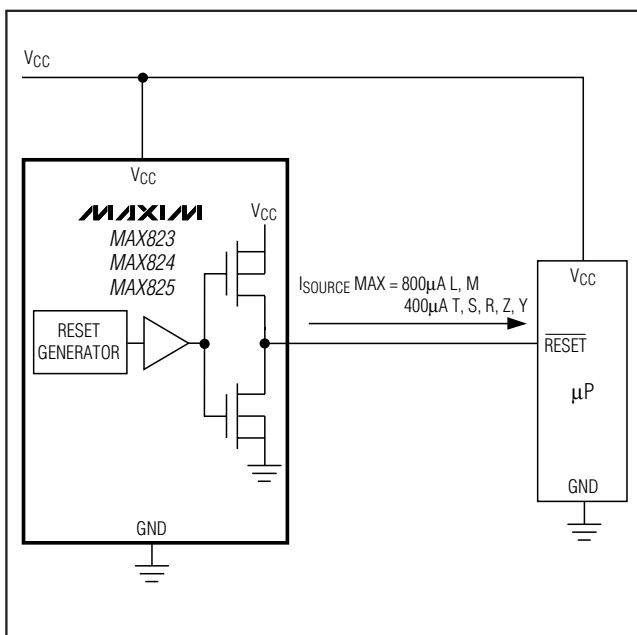 VCC
VCC
MAXIM
MAX823
MAX824
MAX825
VCC
RESET
GENERATOR
GND
ISOURCE MAX = 800µA L, M
400µA T, S, R, Z, Y
VCC
RESET
µP
GND